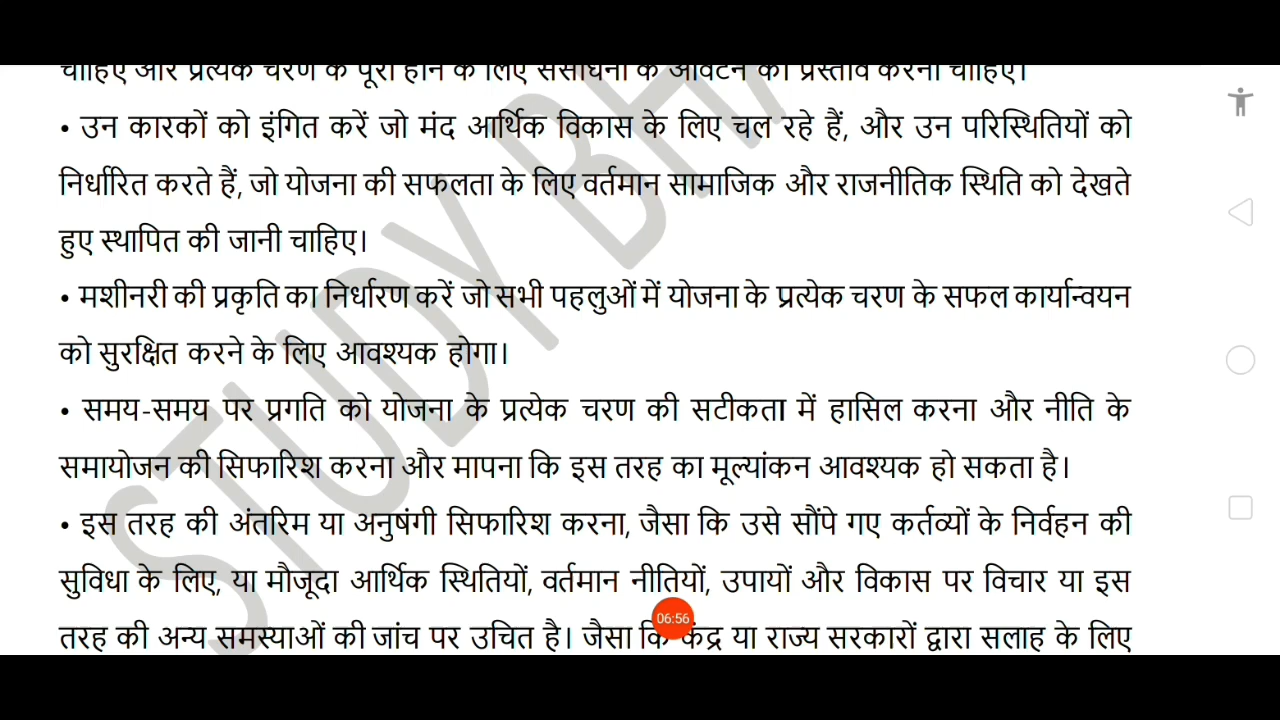 चाहिए और प्रत्येक चरण के पूरा होने के लिए संसाधनों के आवंटन का प्रस्ताव करना चाहिए।
• उन कारकों को इंगित करें जो मंद आर्थिक विकास के लिए चल रहे हैं, और उन परिस्थितियों को
निर्धारित करते हैं, जो योजना की सफलता के लिए वर्तमान सामाजिक और राजनीतिक स्थिति को देखते
हुए स्थापित की जानी चाहिए।
• मशीनरी की प्रकृति का निर्धारण करें जो सभी पहलुओं में योजना के प्रत्येक चरण के सफल कार्यान्वयन
को सुरक्षित करने के लिए आवश्यक होगा।
• समय-समय पर प्रगति को योजना के प्रत्येक चरण की सटीकता में हासिल करना और नीति के
समायोजन की सिफारिश करना और मापना कि इस तरह का मूल्यांकन आवश्यक हो सकता है।
• इस तरह की अंतरिम या अनुषंगी सिफारिश करना, जैसा कि उसे सौंपे गए कर्तव्यों के निर्वहन की
सुविधा के लिए, या मौजूदा आर्थिक स्थितियों, वर्तमान नीतियों, उपायों और विकास पर विचार या इस
तरह की अन्य समस्याओं की जांच पर उचित है। जैसा कि केंद्र या राज्य सरकारों द्वारा सलाह के लिए
06:56
STUDY